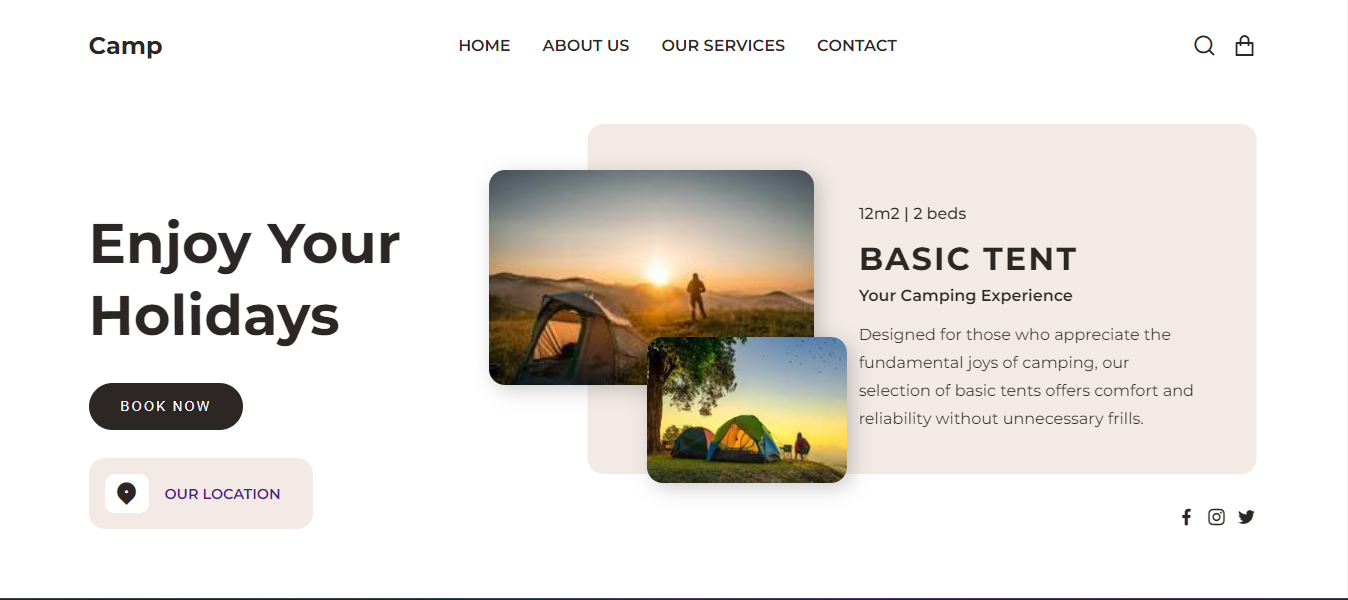 Camp
HOME
ABOUT US
OUR SERVICES
CONTACT
Enjoy Your
Holidays
BOOK NOW
OUR LOCATION
12m2 | 2 beds
BASIC TENT
Your Camping Experience
Designed for those who appreciate the
fundamental joys of camping, our
selection of basic tents offers comfort and
reliability without unnecessary frills.